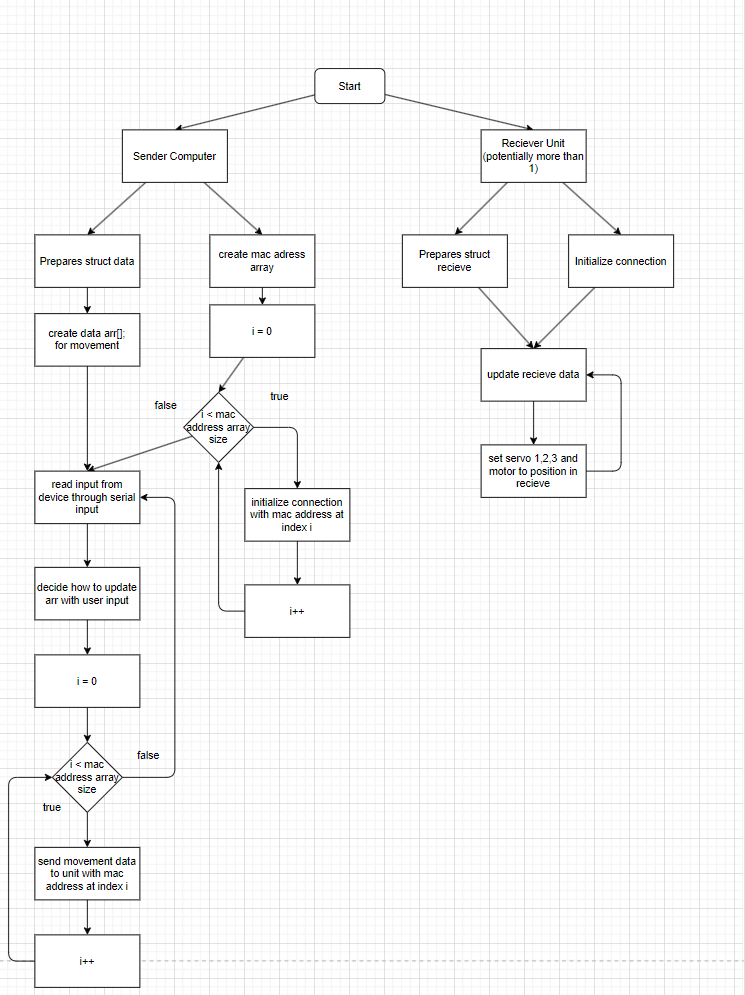 Start
Sender Computer
Reciever Unit
(potentially more than
1)
Prepares struct data
create mac adress
array
Prepares struct
recieve
Initialize connection
create data arr[];
for movement
i = 0
update recieve data
false
true
i < mac
address array
size
set servo 1,2,3 and
motor to position in
recieve
read input from
device through serial
input
initialize connection
with mac address at
index i
decide how to update
arr with user input
i++
i = 0
false
i < mac
address array
size
true
send movement data
to unit with mac
address at index i
i++